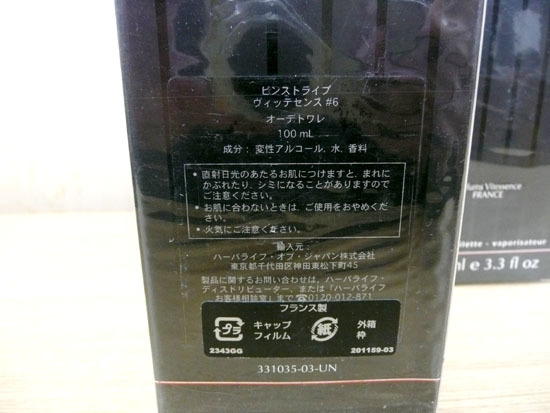 ピンストライプ
ヴィッテセンス #6
オーデトワレ
100 mL
成分：変性アルコール、水、香料
• 直射日光のあたるお肌につけますと、まれに
かぶれたり、シミになることがありますので
ご注意ください。
• お肌に合わないときは、ご使用をおやめください。
• 火気にご注意ください。
輸入元：
ハーバライフ・オブ・ジャパン株式会社
東京都千代田区神田東松下町45
製品に関するお問い合わせは、ハーバライフ・
ディストリビューター、または「ハーバライフ
お客様相談室」まで 0120-012-871
フランス製
プラ
キャップ
フィルム
紙
外箱
枠
2343GG
201159-03
331035-03-UN
Vitessence
FRANCE
vaporisateur
3.3 fl oz